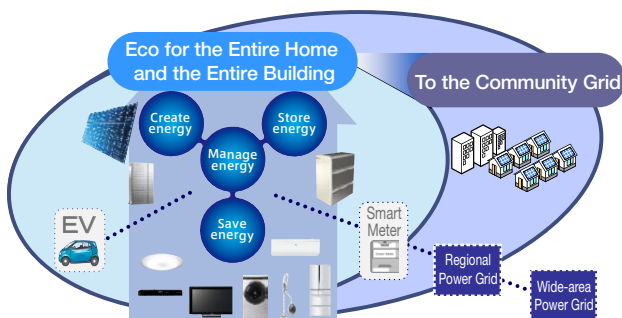 Eco for the Entire Home
and the Entire Building
To the Community Grid
Create
energy
Store
energy
Manage
energy
Save
energy
EV
Smart
Meter
Regional
Power Grid
Wide-area
Power Grid